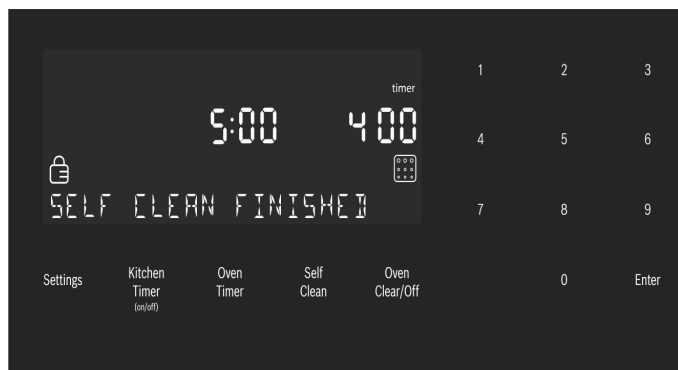 timer
5:00 4 00
SELF CLEAN FINISHED
Settings
Kitchen Timer (on/off)
Oven Timer
Self Clean
Oven Clear/Off
1 2 3
4 5 6
7 8 9
0 Enter